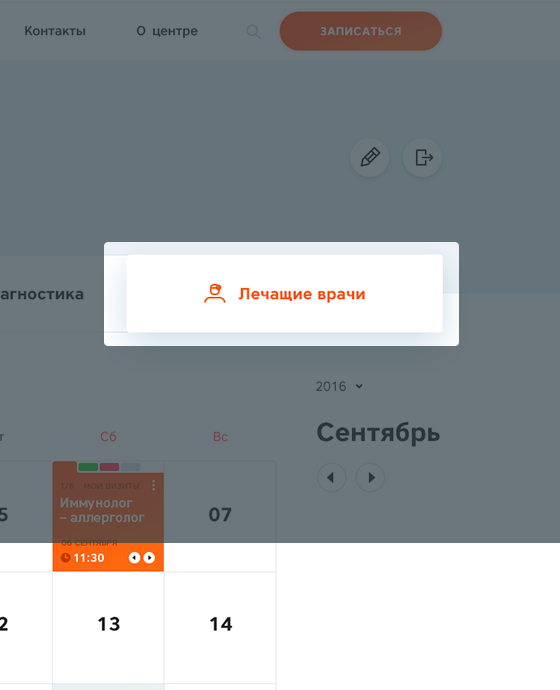 Контакты
О центре
ЗАПИСАТЬСЯ
агностика
Лечащие врачи
2016
Сентябрь
т
Сб
Вс
5
1/8 МОИ ВИЗИТЫ
Иммунолог
– аллерголог
06 СЕНТЯБРЯ
11:30
07
2
13
14